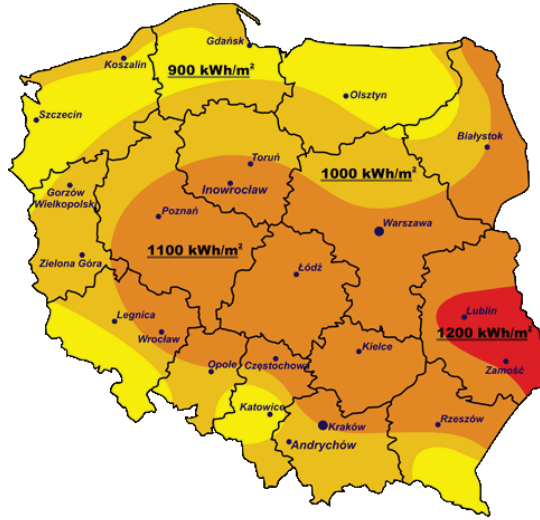 Gdańsk
Koszalin
900 kWh/m²
Olsztyn
Szczecin
Białystok
Toruń
1000 kWh/m²
Inowrocław
Gorzów
Wielkopolsk
Poznań
Warszawa
1100 kWh/m²
Zielona Góra
Łódź
Legnica
Lublin
1200 kWh/m²
Wrocław
Kielce
Zamość
Opole
Częstochowa
Katowice
Kraków
Rzeszów
Andrychów